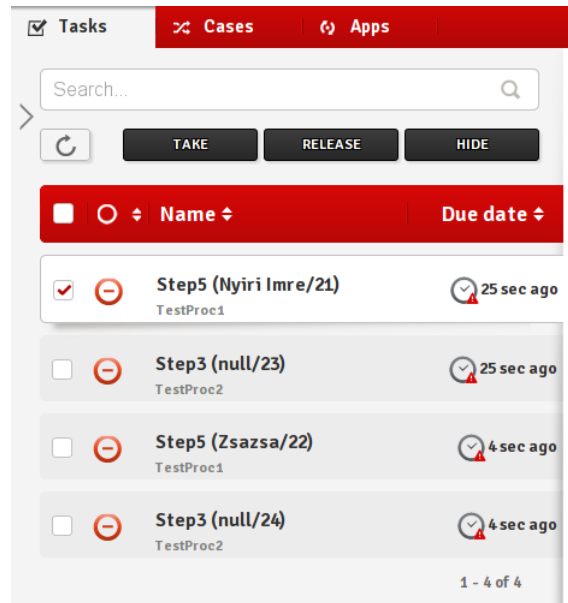 Tasks Cases Apps
Search...
TAKE RELEASE HIDE
Name Due date
Step5 (Nyiri Imre/21) 25 sec ago
TestProc1
Step3 (null/23) 25 sec ago
TestProc2
Step5 (Zsazsa/22) 4 sec ago
TestProc1
Step3 (null/24) 4 sec ago
TestProc2
1 - 4 of 4